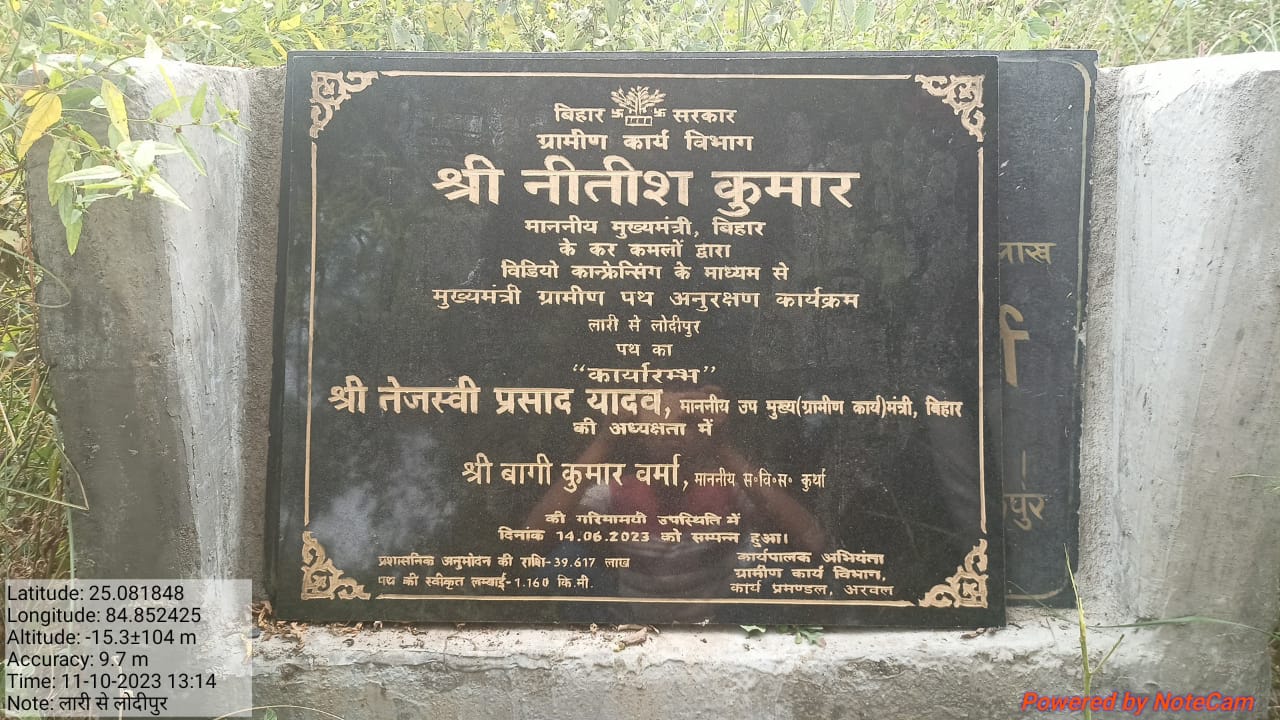 बिहार सरकार
ग्रामीण कार्य विभाग
श्री नीतीश कुमार
माननीय मुख्यमंत्री, बिहार
के कर कमलों द्वारा
विडियो कान्फ्रेन्सिंग के माध्यम से
मुख्यमंत्री ग्रामीण पथ अनुरक्षण कार्यक्रम
लारी से लोदीपुर
पथ का
“कार्यारम्भ”
श्री तेजस्वी प्रसाद यादव, माननीय उप मुख्य(ग्रामीण कार्य)मंत्री, बिहार
की अध्यक्षता में
श्री बागी कुमार वर्मा, माननीय स॰वि॰स॰ कुर्था
की गरिमामयी उपस्थिति में
दिनांक 14.06.2023 को सम्पन्न हुआ।
प्रशासनिक अनुमोदन की राशि-39.617 लाख
पथ की स्वीकृत लम्बाई-1.160 कि.मी.
कार्यपालक अभियंता
ग्रामीण कार्य विभान,
कार्य प्रमण्डल, अरवल
लाख
पुर
Latitude: 25.081848
Longitude: 84.852425
Altitude: -15.3±104 m
Accuracy: 9.7 m
Time: 11-10-2023 13:14
Note: लारी से लोदीपुर
Powered by NoteCam